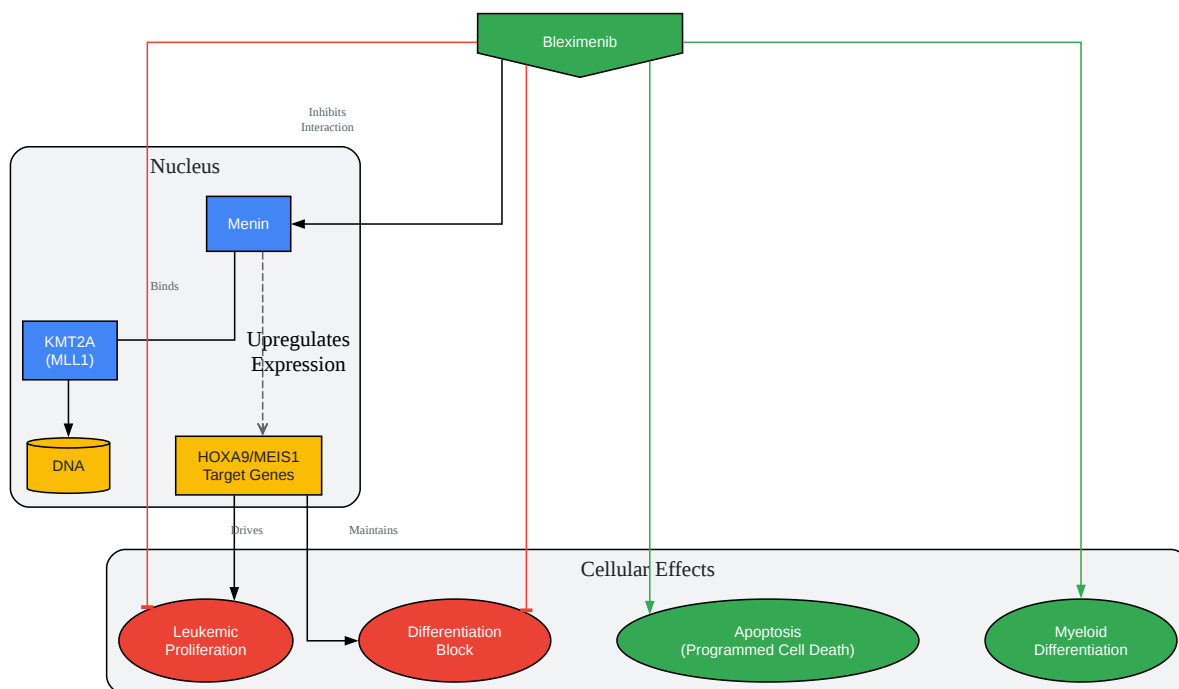 Bleximenib
Inhibits
Interaction
Nucleus
Menin
Binds
KMT2A
(MLL1)
Upregulates
Expression
DNA
HOXA9/MEIS1
Target Genes
Drives
Maintains
Cellular Effects
Leukemic
Proliferation
Differentiation
Block
Apoptosis
(Programmed Cell Death)
Myeloid
Differentiation